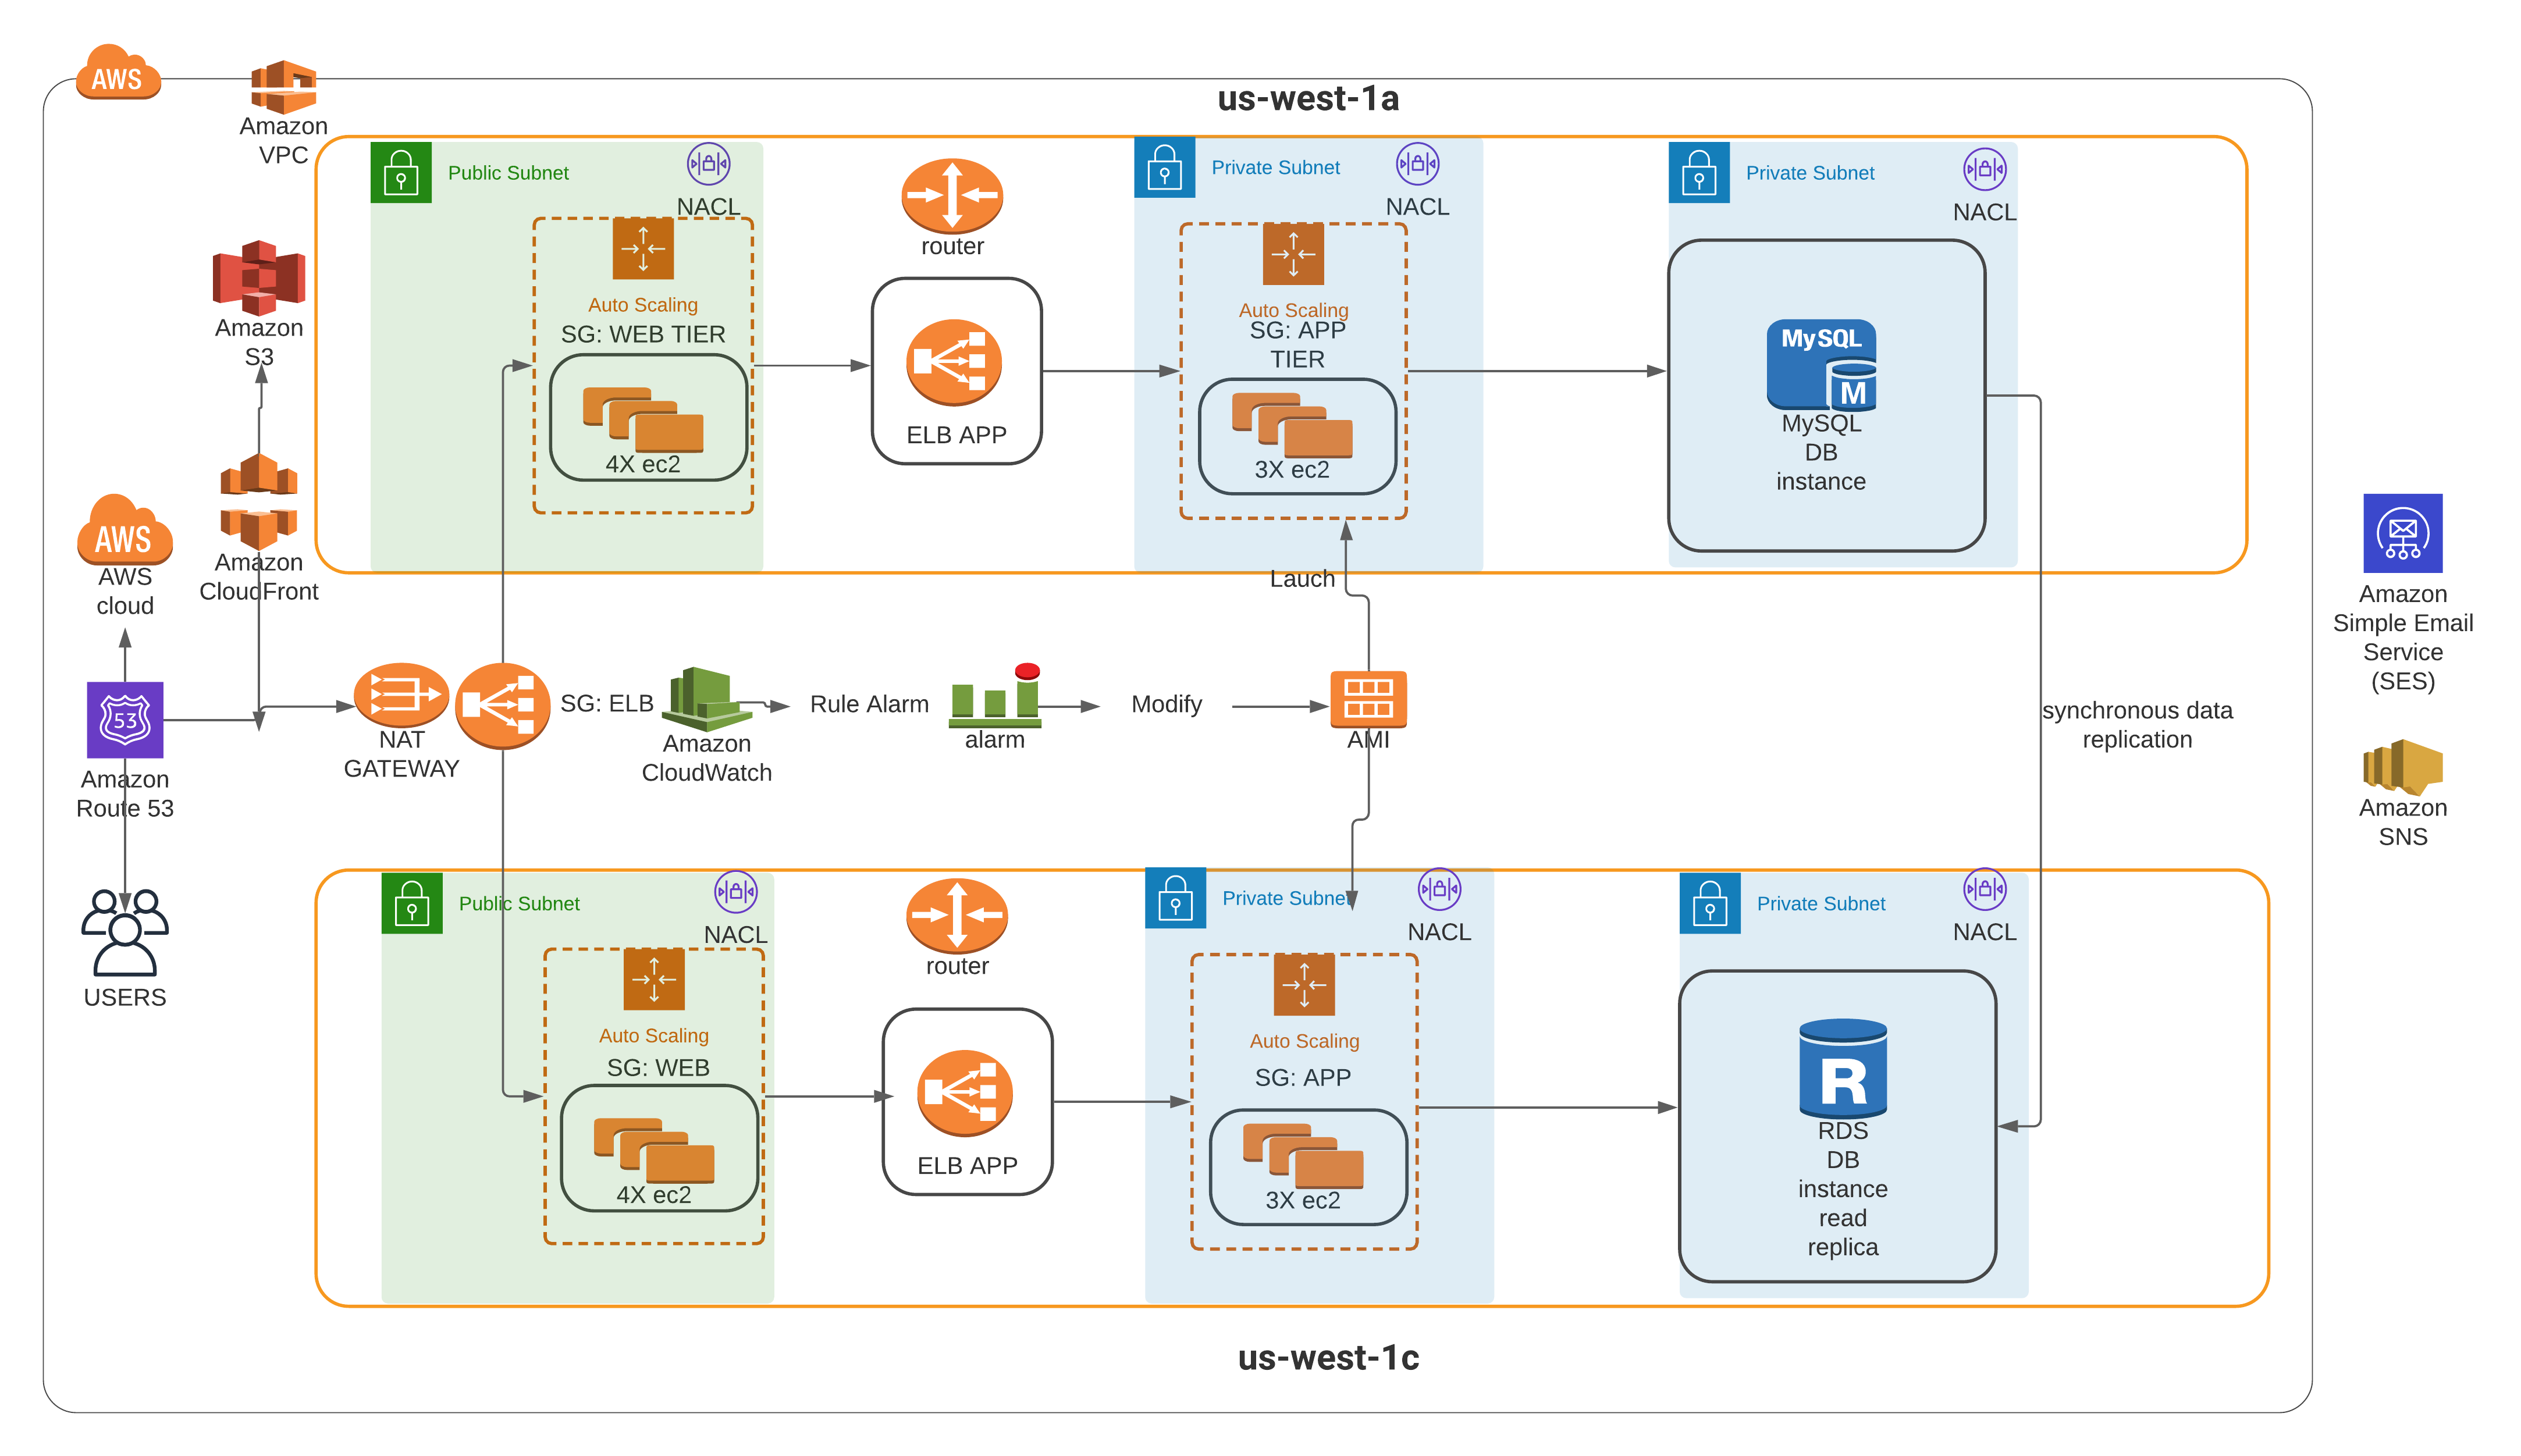 AWS
Amazon
VPC
us-west-1a
Public Subnet
NACL
Auto Scaling
SG: WEB TIER
4X ec2
router
ELB APP
Private Subnet
NACL
Auto Scaling
SG: APP
TIER
3X ec2
Private Subnet
NACL
MySQL
M
MySQL
DB
instance
Amazon
S3
Amazon
CloudFront
AWS
AWS
cloud
53
Amazon
Route 53
USERS
NAT
GATEWAY
SG: ELB
Amazon
CloudWatch
Rule Alarm
alarm
Modify
Lauch
AMI
synchronous data
replication
Amazon
Simple Email
Service
(SES)
Amazon
SNS
Public Subnet
NACL
Auto Scaling
SG: WEB
4X ec2
router
ELB APP
Private Subnet
NACL
Auto Scaling
SG: APP
3X ec2
Private Subnet
NACL
R
RDS
DB
instance
read
replica
us-west-1c